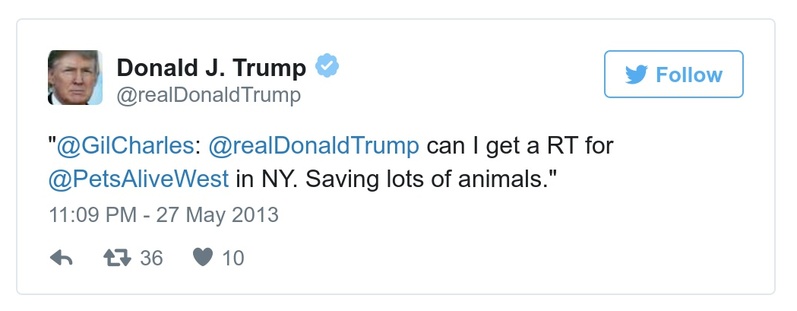 Donald J. Trump
@realDonaldTrump
Follow
"@GilCharles: @realDonaldTrump can I get a RT for
@PetsAliveWest in NY. Saving lots of animals."
11:09 PM - 27 May 2013
36 10